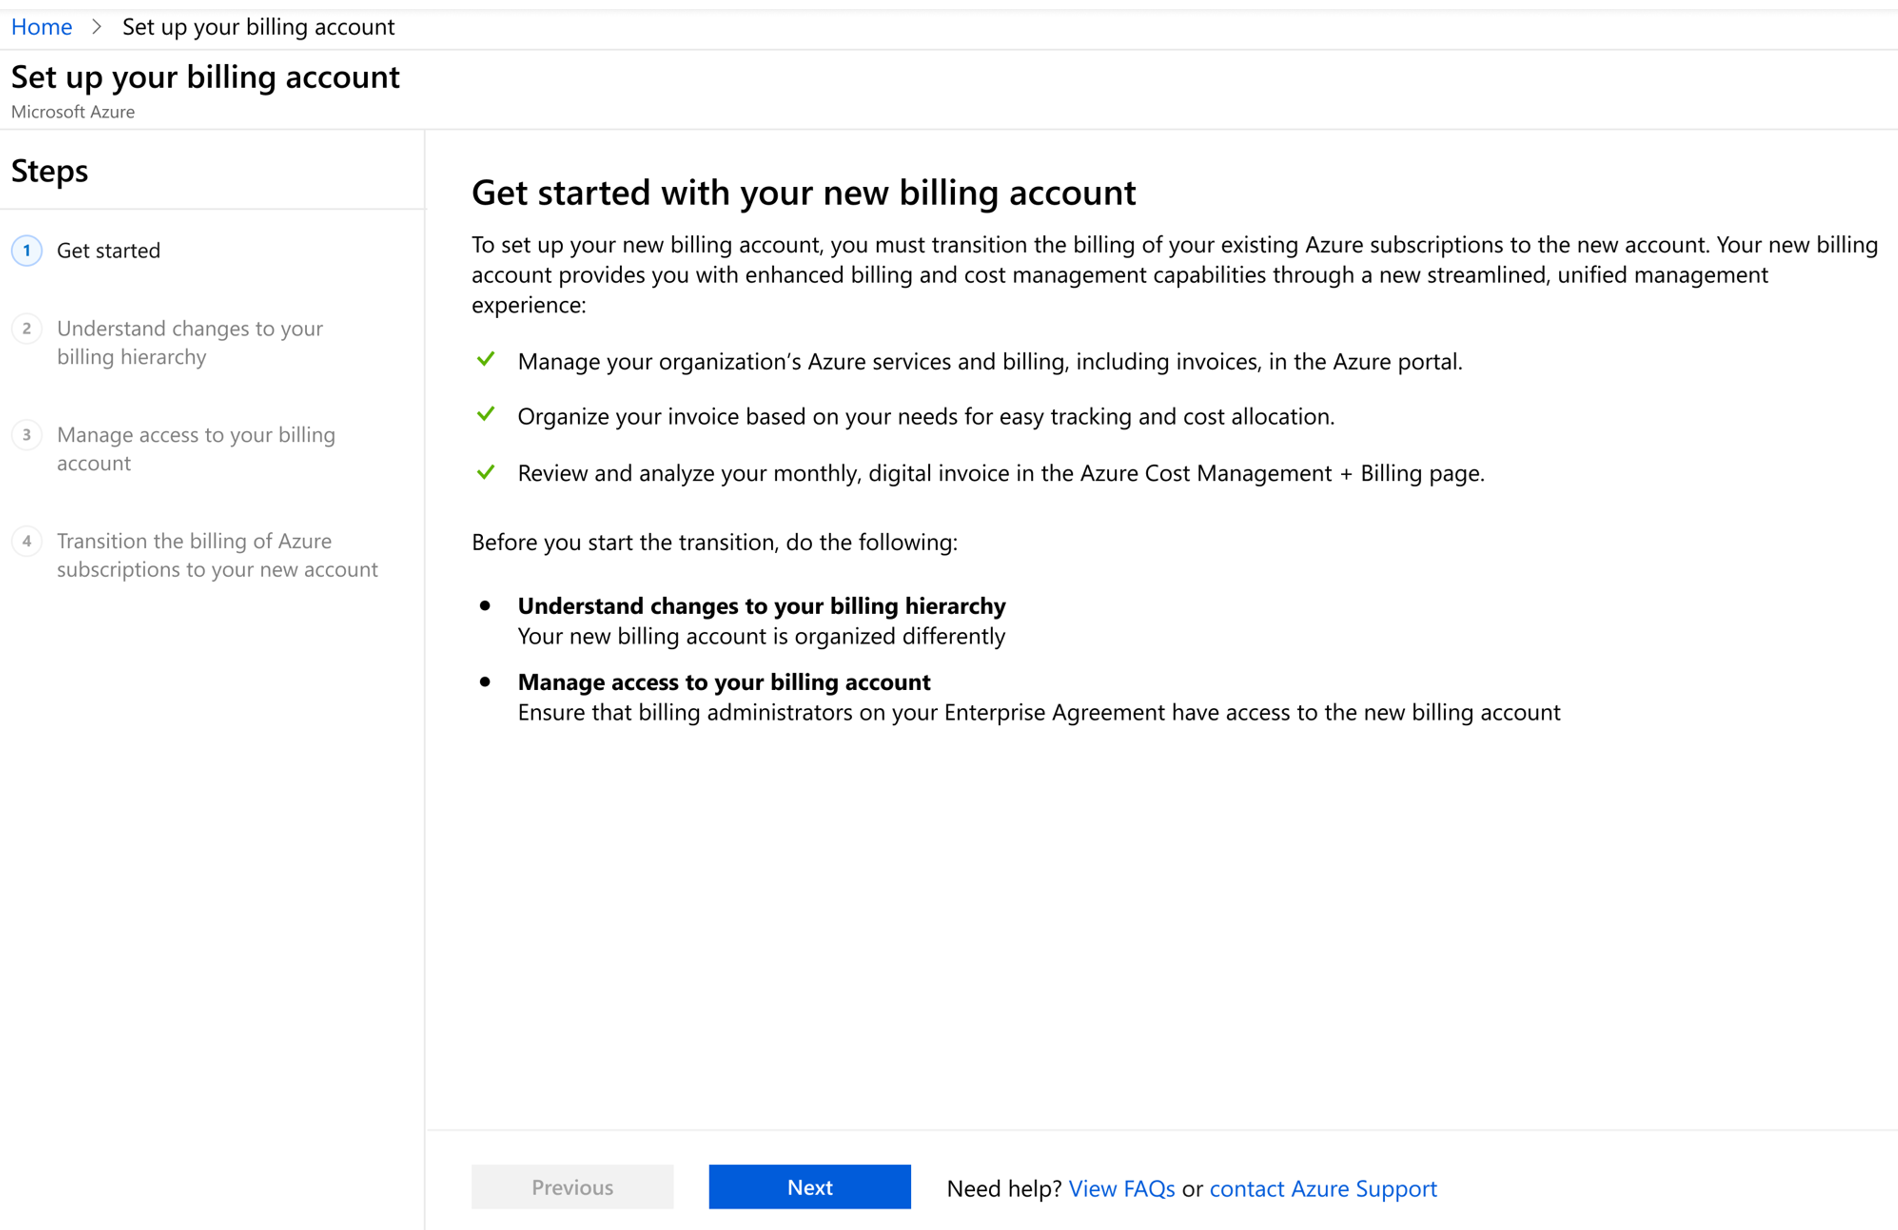 Home > Set up your billing account
Set up your billing account
Microsoft Azure
Steps
1 Get started
2 Understand changes to your
billing hierarchy
3 Manage access to your billing
account
4 Transition the billing of Azure
subscriptions to your new account
Get started with your new billing account
To set up your new billing account, you must transition the billing of your existing Azure subscriptions to the new account. Your new billing
account provides you with enhanced billing and cost management capabilities through a new streamlined, unified management
experience:
Manage your organization’s Azure services and billing, including invoices, in the Azure portal.
Organize your invoice based on your needs for easy tracking and cost allocation.
Review and analyze your monthly, digital invoice in the Azure Cost Management + Billing page.
Before you start the transition, do the following:
• Understand changes to your billing hierarchy
Your new billing account is organized differently
• Manage access to your billing account
Ensure that billing administrators on your Enterprise Agreement have access to the new billing account
Previous Next Need help? View FAQs or contact Azure Support